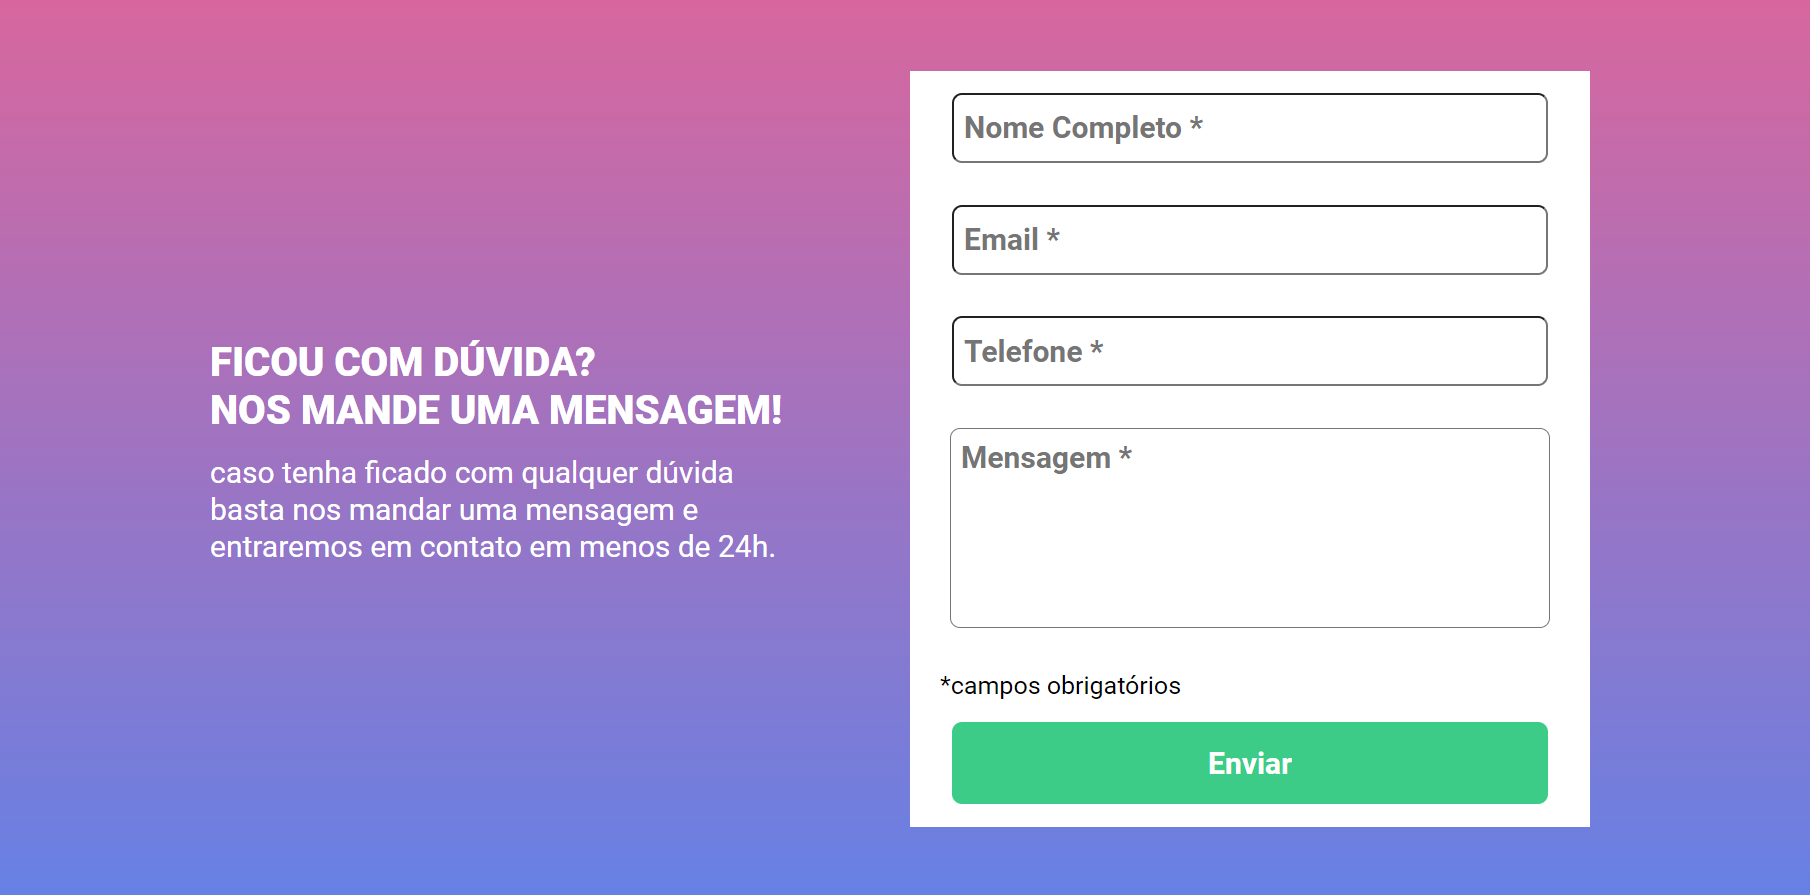 FICOU COM DÚVIDA?
NOS MANDE UMA MENSAGEM!
caso tenha ficado com qualquer dúvida
basta nos mandar uma mensagem e
entraremos em contato em menos de 24h.
Nome Completo *
Email *
Telefone *
Mensagem *
*campos obrigatórios
Enviar